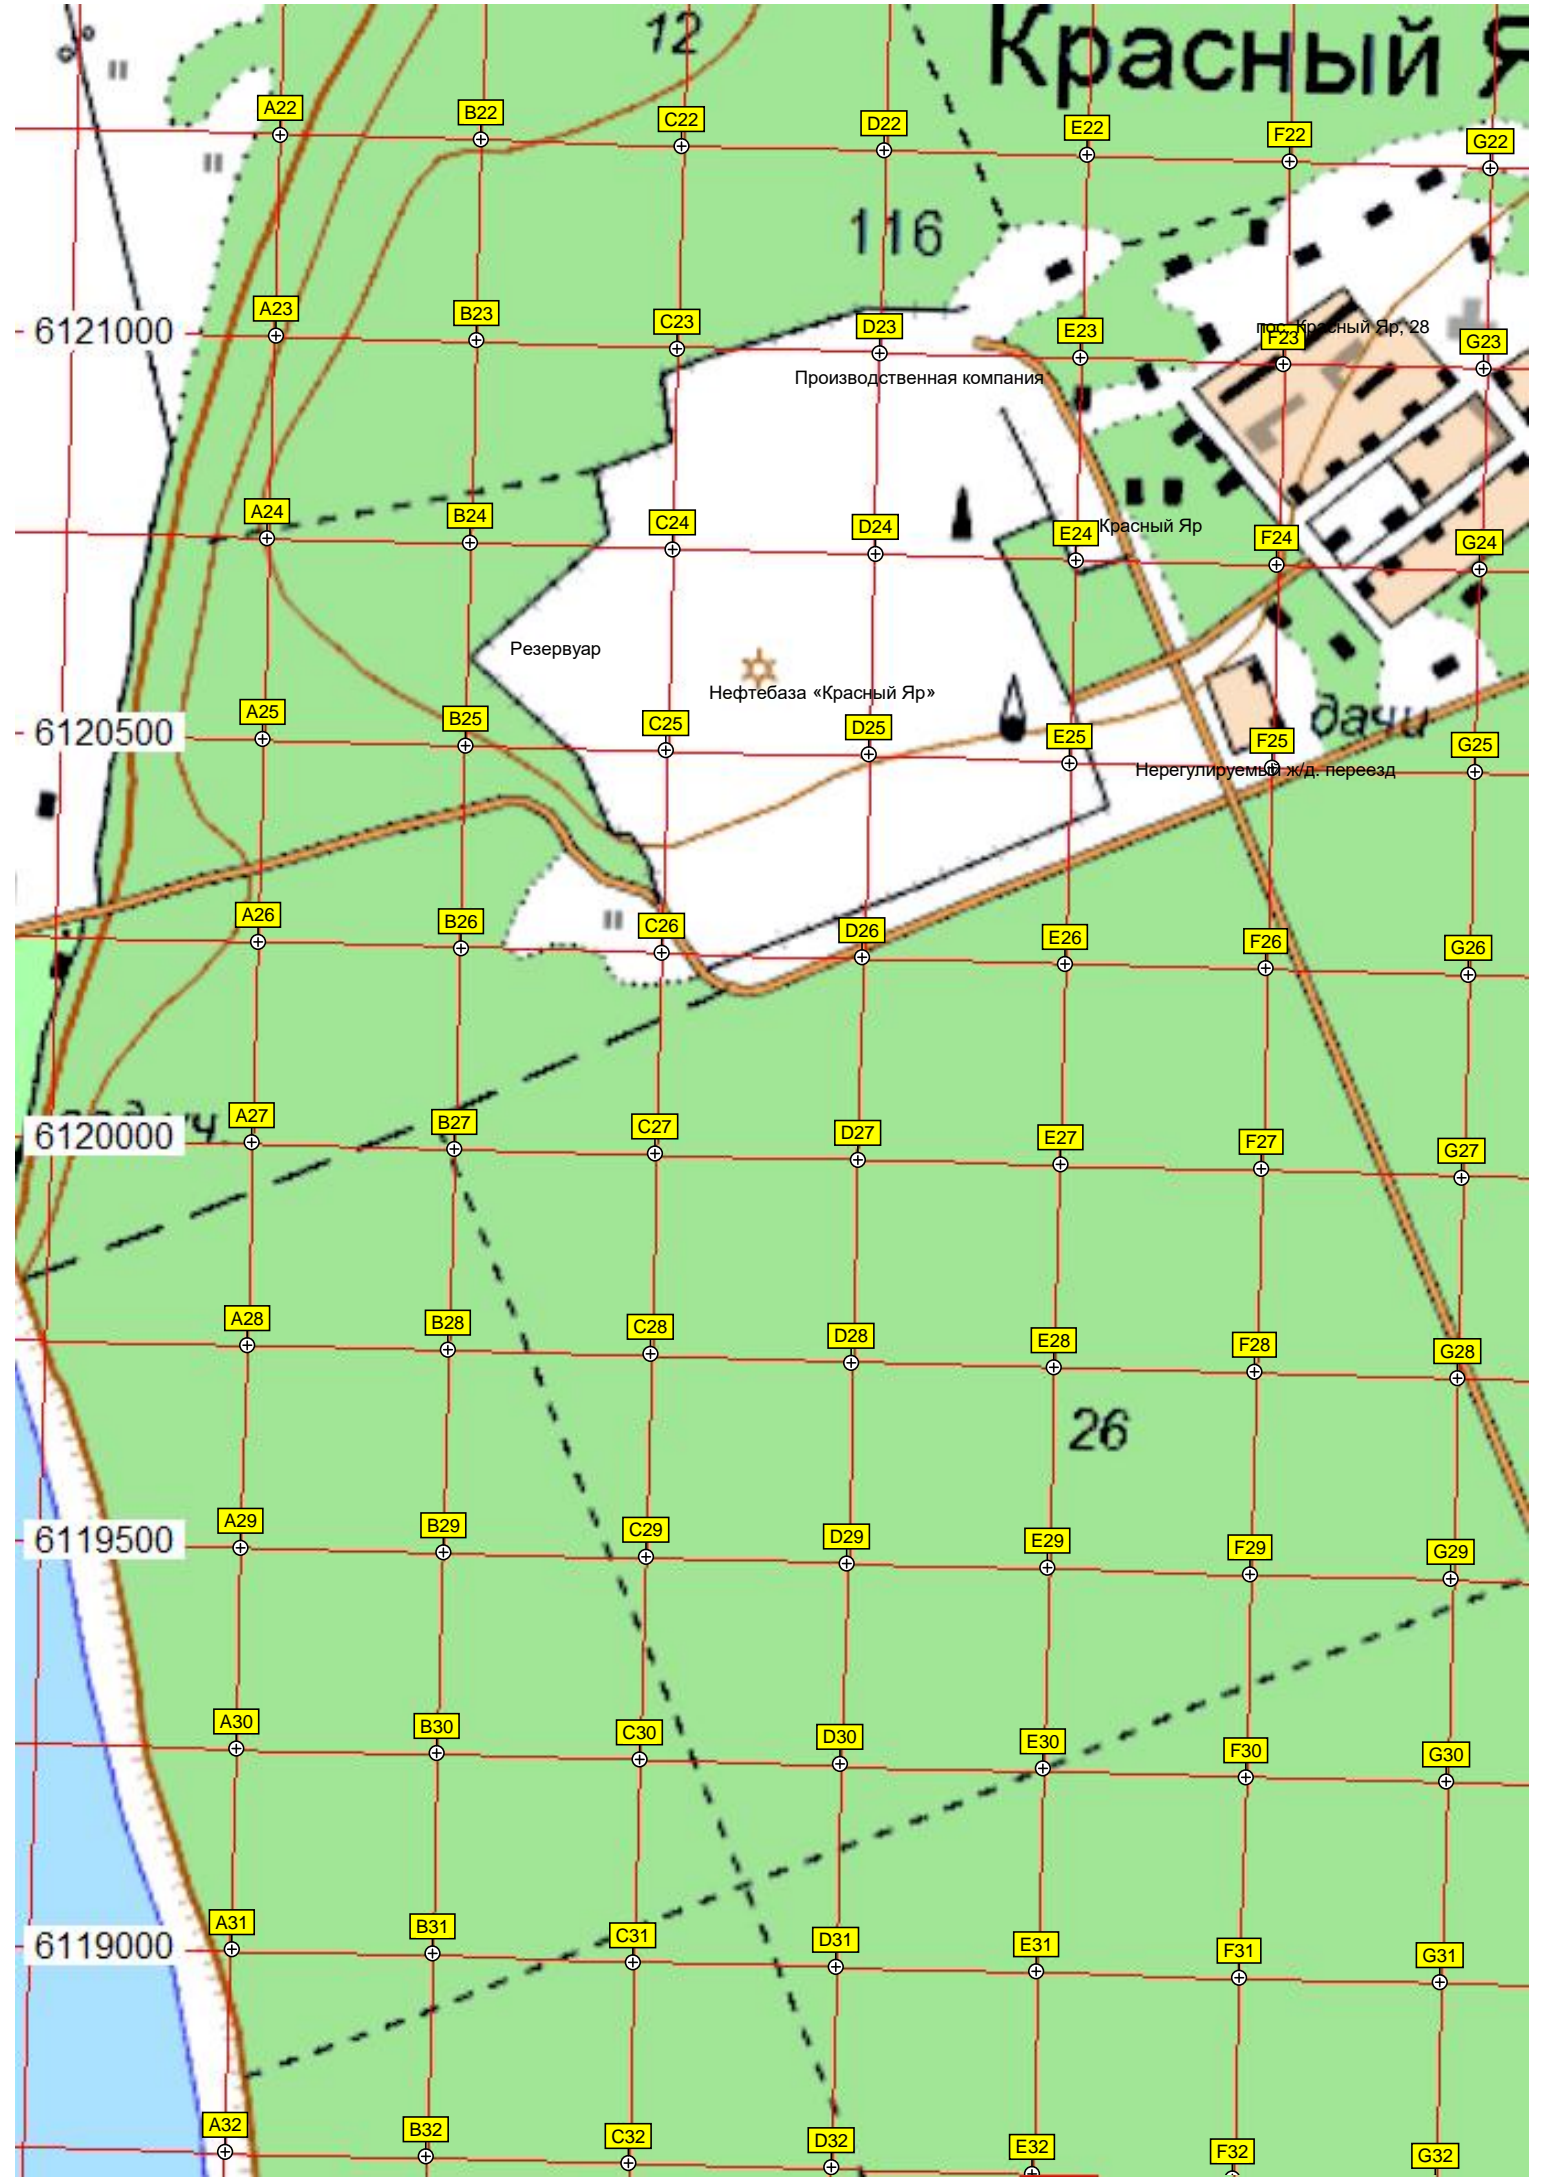 12
Красный Я
A22 B22 C22 D22 E22 F22 G22
116
6121000
A23 B23 C23 D23 E23 F23 G23
пос. Красный Яр, 28
Производственная компания
A24 B24 C24 D24 E24 F24 G24
Красный Яр
Резервуар
Нефтебаза «Красный Яр»
дачи
6120500
A25 B25 C25 D25 E25 F25 G25
Нерегулируемый ж/д. переезд
A26 B26 C26 D26 E26 F26 G26
6120000
A27 B27 C27 D27 E27 F27 G27
A28 B28 C28 D28 E28 F28 G28
26
6119500
A29 B29 C29 D29 E29 F29 G29
A30 B30 C30 D30 E30 F30 G30
6119000
A31 B31 C31 D31 E31 F31 G31
A32 B32 C32 D32 E32 F32 G32